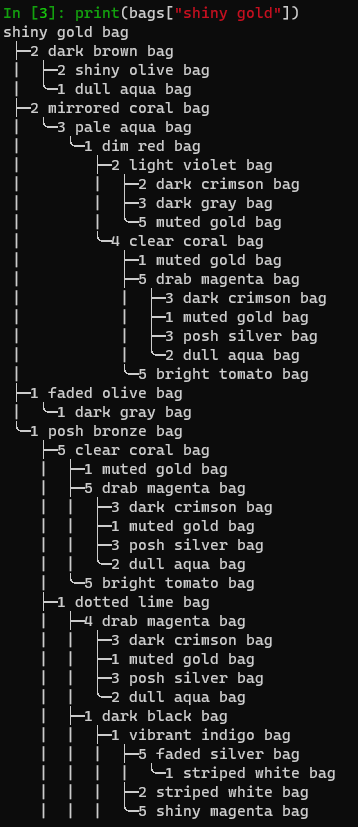 In [3]: print(bags["shiny gold"])
shiny gold bag
├─2 dark brown bag
│  ├─2 shiny olive bag
│  ╰─1 dull aqua bag
├─2 mirrored coral bag
│  ╰─3 pale aqua bag
│     ╰─1 dim red bag
│        ├─2 light violet bag
│        │  ├─2 dark crimson bag
│        │  ├─3 dark gray bag
│        │  ╰─5 muted gold bag
│        ╰─4 clear coral bag
│           ├─1 muted gold bag
│           ├─5 drab magenta bag
│           │  ├─3 dark crimson bag
│           │  ├─1 muted gold bag
│           │  ├─3 posh silver bag
│           │  ╰─2 dull aqua bag
│           ╰─5 bright tomato bag
├─1 faded olive bag
│  ╰─1 dark gray bag
╰─1 posh bronze bag
   ├─5 clear coral bag
   │  ├─1 muted gold bag
   │  ├─5 drab magenta bag
   │  │  ├─3 dark crimson bag
   │  │  ├─1 muted gold bag
   │  │  ├─3 posh silver bag
   │  │  ╰─2 dull aqua bag
   │  ╰─5 bright tomato bag
   ├─1 dotted lime bag
   │  ├─4 drab magenta bag
   │  │  ├─3 dark crimson bag
   │  │  ├─1 muted gold bag
   │  │  ├─3 posh silver bag
   │  │  ╰─2 dull aqua bag
   │  ├─1 dark black bag
   │  │  ├─1 vibrant indigo bag
   │  │  │  ├─5 faded silver bag
   │  │  │  │  ╰─1 striped white bag
   │  │  │  ├─2 striped white bag
   │  │  │  ╰─5 shiny magenta bag